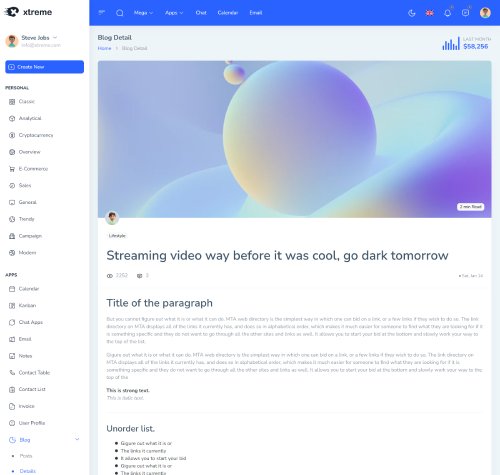 xtreme
Mega
Apps
Chat
Calendar
Email
Steve Jobs
info@xtreme.com
Create New
PERSONAL
Classic
Analytical
Cryptocurrency
Overview
E-Commerce
Sales
General
Trendy
Campaign
Modern
APPS
Calendar
Kanban
Chat Apps
Email
Notes
Contact Table
Contact List
Invoice
User Profile
Blog
Posts
Details
Blog Detail
Home
Blog Detail
LAST MONTH
$58,256
2 min Read
Lifestyle
Streaming video way before it was cool, go dark tomorrow
2252
3
Title of the paragraph
But you cannot figure out what it is or what it can do. MTA web directory is the simplest way in which one can bid on a link, or a few links if they wish to do so. The link
directory on MTA displays all of the links it currently has, and does so in alphabetical order, which makes it much easier for someone to find what they are looking for if it
is something specific and they do not want to go through all the other sites and links as well. It allows you to start your bid at the bottom and slowly work your way to
the top of the list.
Gigure out what it is or what it can do. MTA web directory is the simplest way in which one can bid on a link, or a few links if they wish to do so. The link directory on
MTA displays all of the links it currently has, and does so in alphabetical order, which makes it much easier for someone to find what they are looking for if it is
something specific and they do not want to go through all the other sites and links as well. It allows you to start your bid at the bottom and slowly work your way to the
top of the
This is strong text.
This is italic text.
Unorder list.
Gigure out what it is or
The links it currently
It allows you to start your bid
Gigure out what it is or
The links it currently